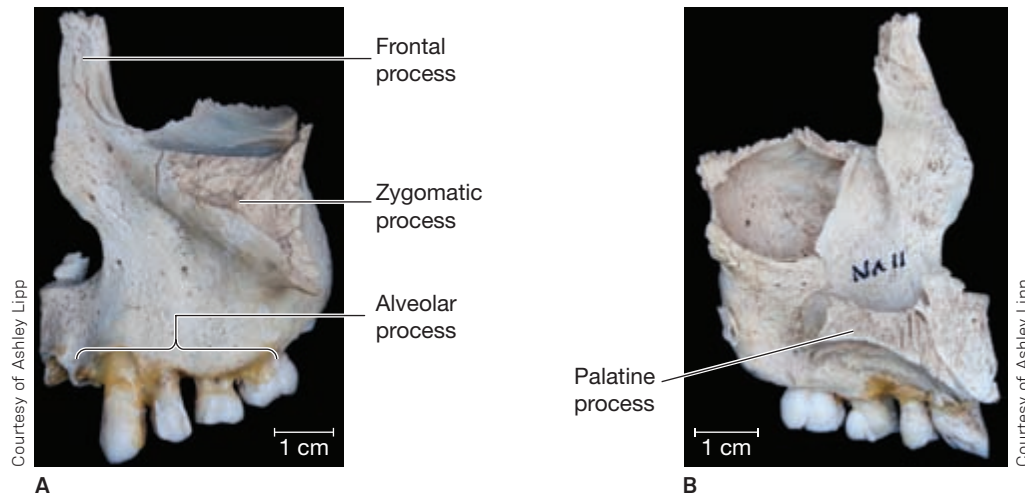 Frontal
process
Zygomatic
process
Alveolar
process
1 cm
Courtesy of Ashley Lipp
A
NA 11
Palatine
process
1 cm
Courtesy of Ashley Lipp
B